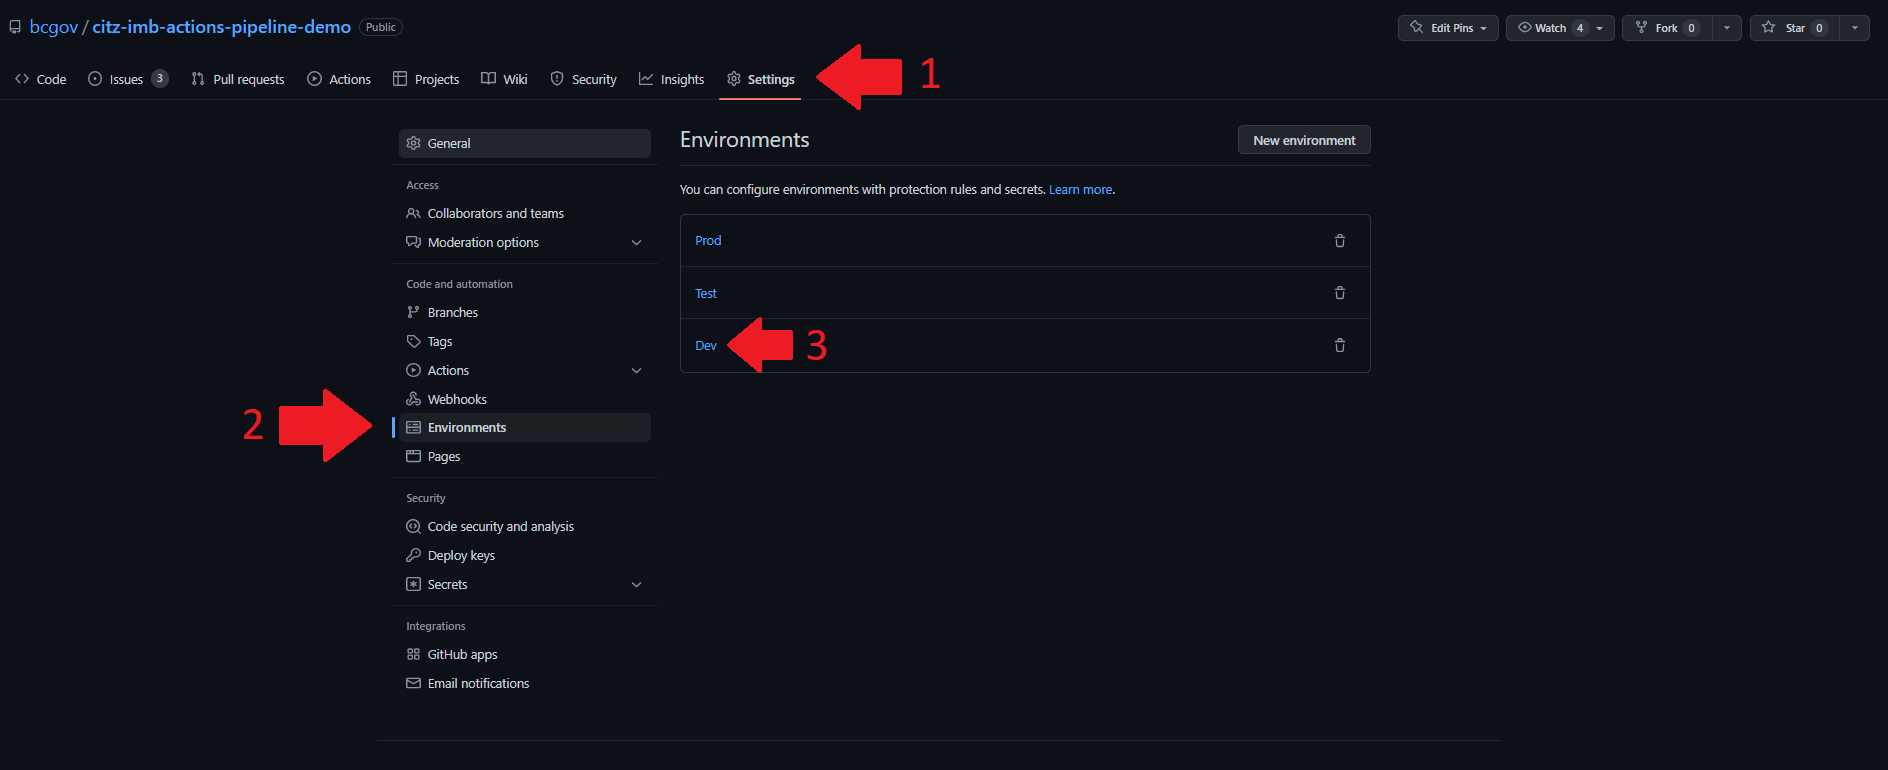 bcgov / citz-imb-actions-pipeline-demo Public
Edit Pins Watch 4 Fork 0 Star 0
Code Issues 3 Pull requests Actions Projects Wiki Security Insights Settings 1
General
Access
Collaborators and teams
Moderation options
Code and automation
Branches
Tags
Actions
Webhooks
2 Environments
Pages
Security
Code security and analysis
Deploy keys
Secrets
Integrations
GitHub apps
Email notifications
Environments New environment
You can configure environments with protection rules and secrets. Learn more.
Prod
Test
Dev 3